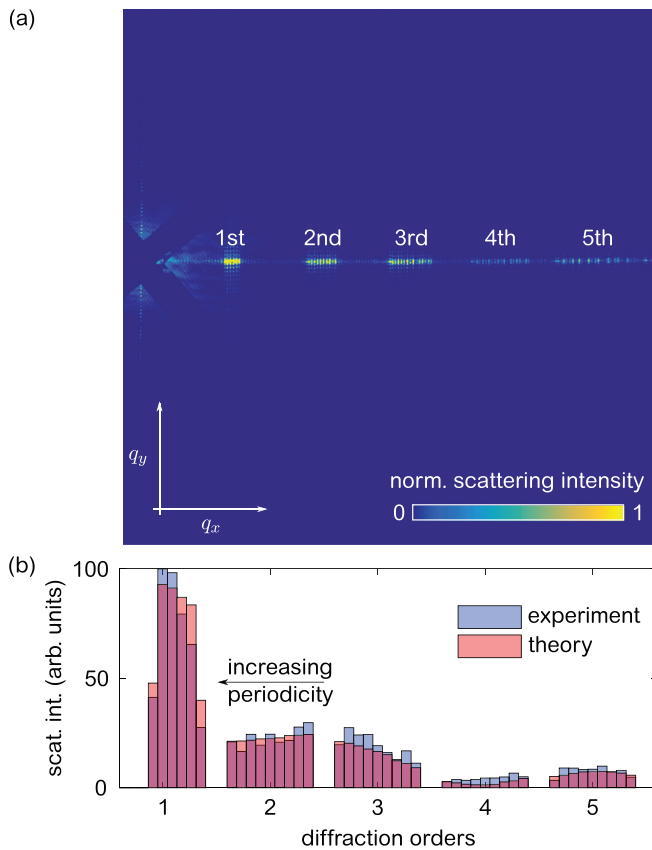 (a)
1st 2nd 3rd 4th 5th
q_y
q_x
norm. scattering intensity
0 1
(b)
100
50
0
scat. int. (arb. units)
experiment
theory
increasing
periodicity
1 2 3 4 5
diffraction orders